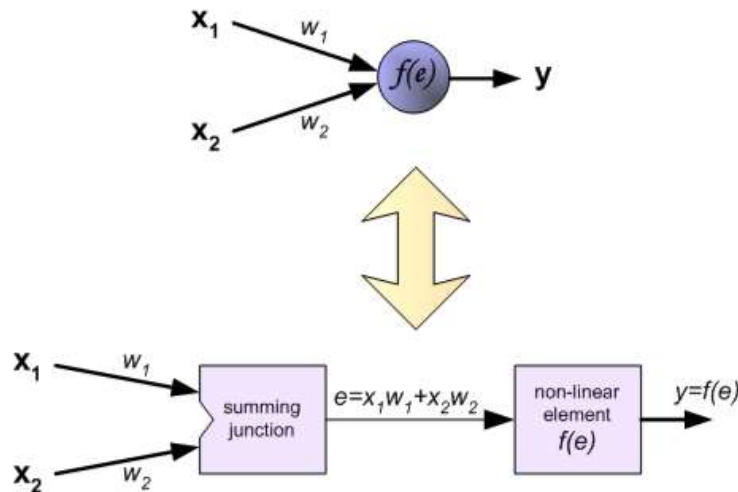 x₁
w₁
f(e)
y
x₂
w₂
x₁
w₁
summing
junction
e=x₁w₁+x₂w₂
non-linear
element
f(e)
y=f(e)
x₂
w₂